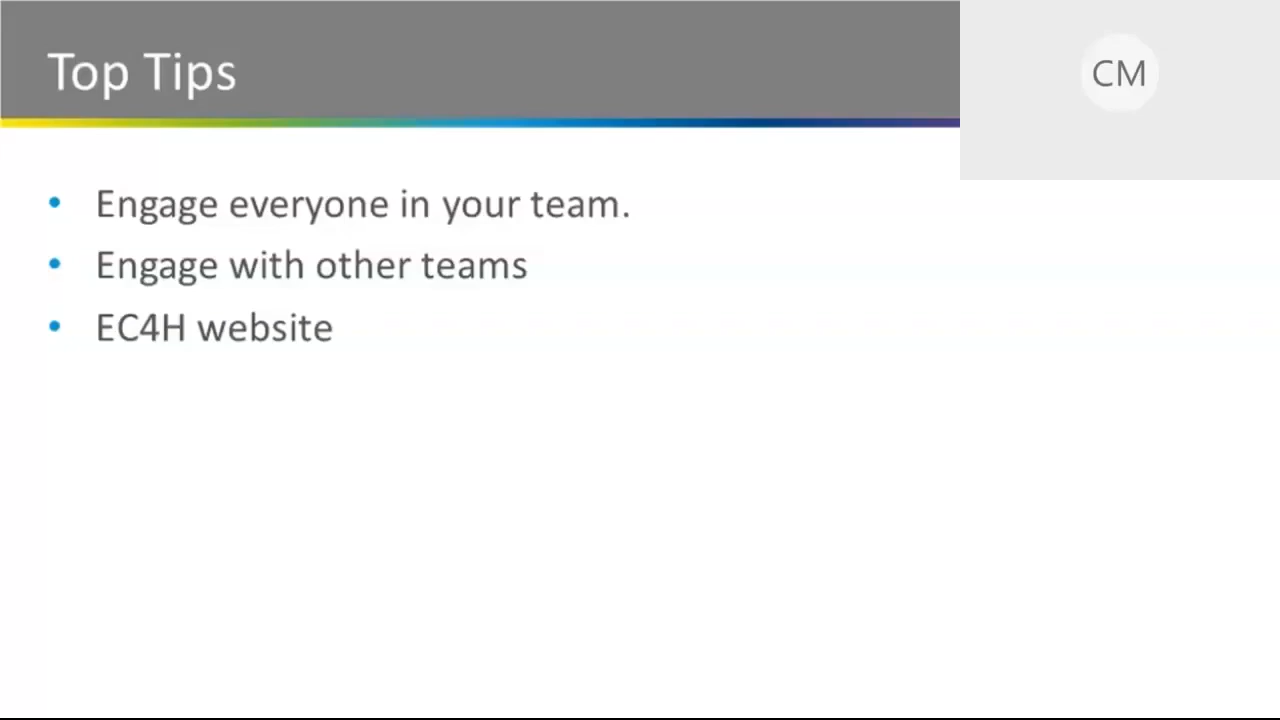 Top Tips
CM
• Engage everyone in your team.
• Engage with other teams
• EC4H website